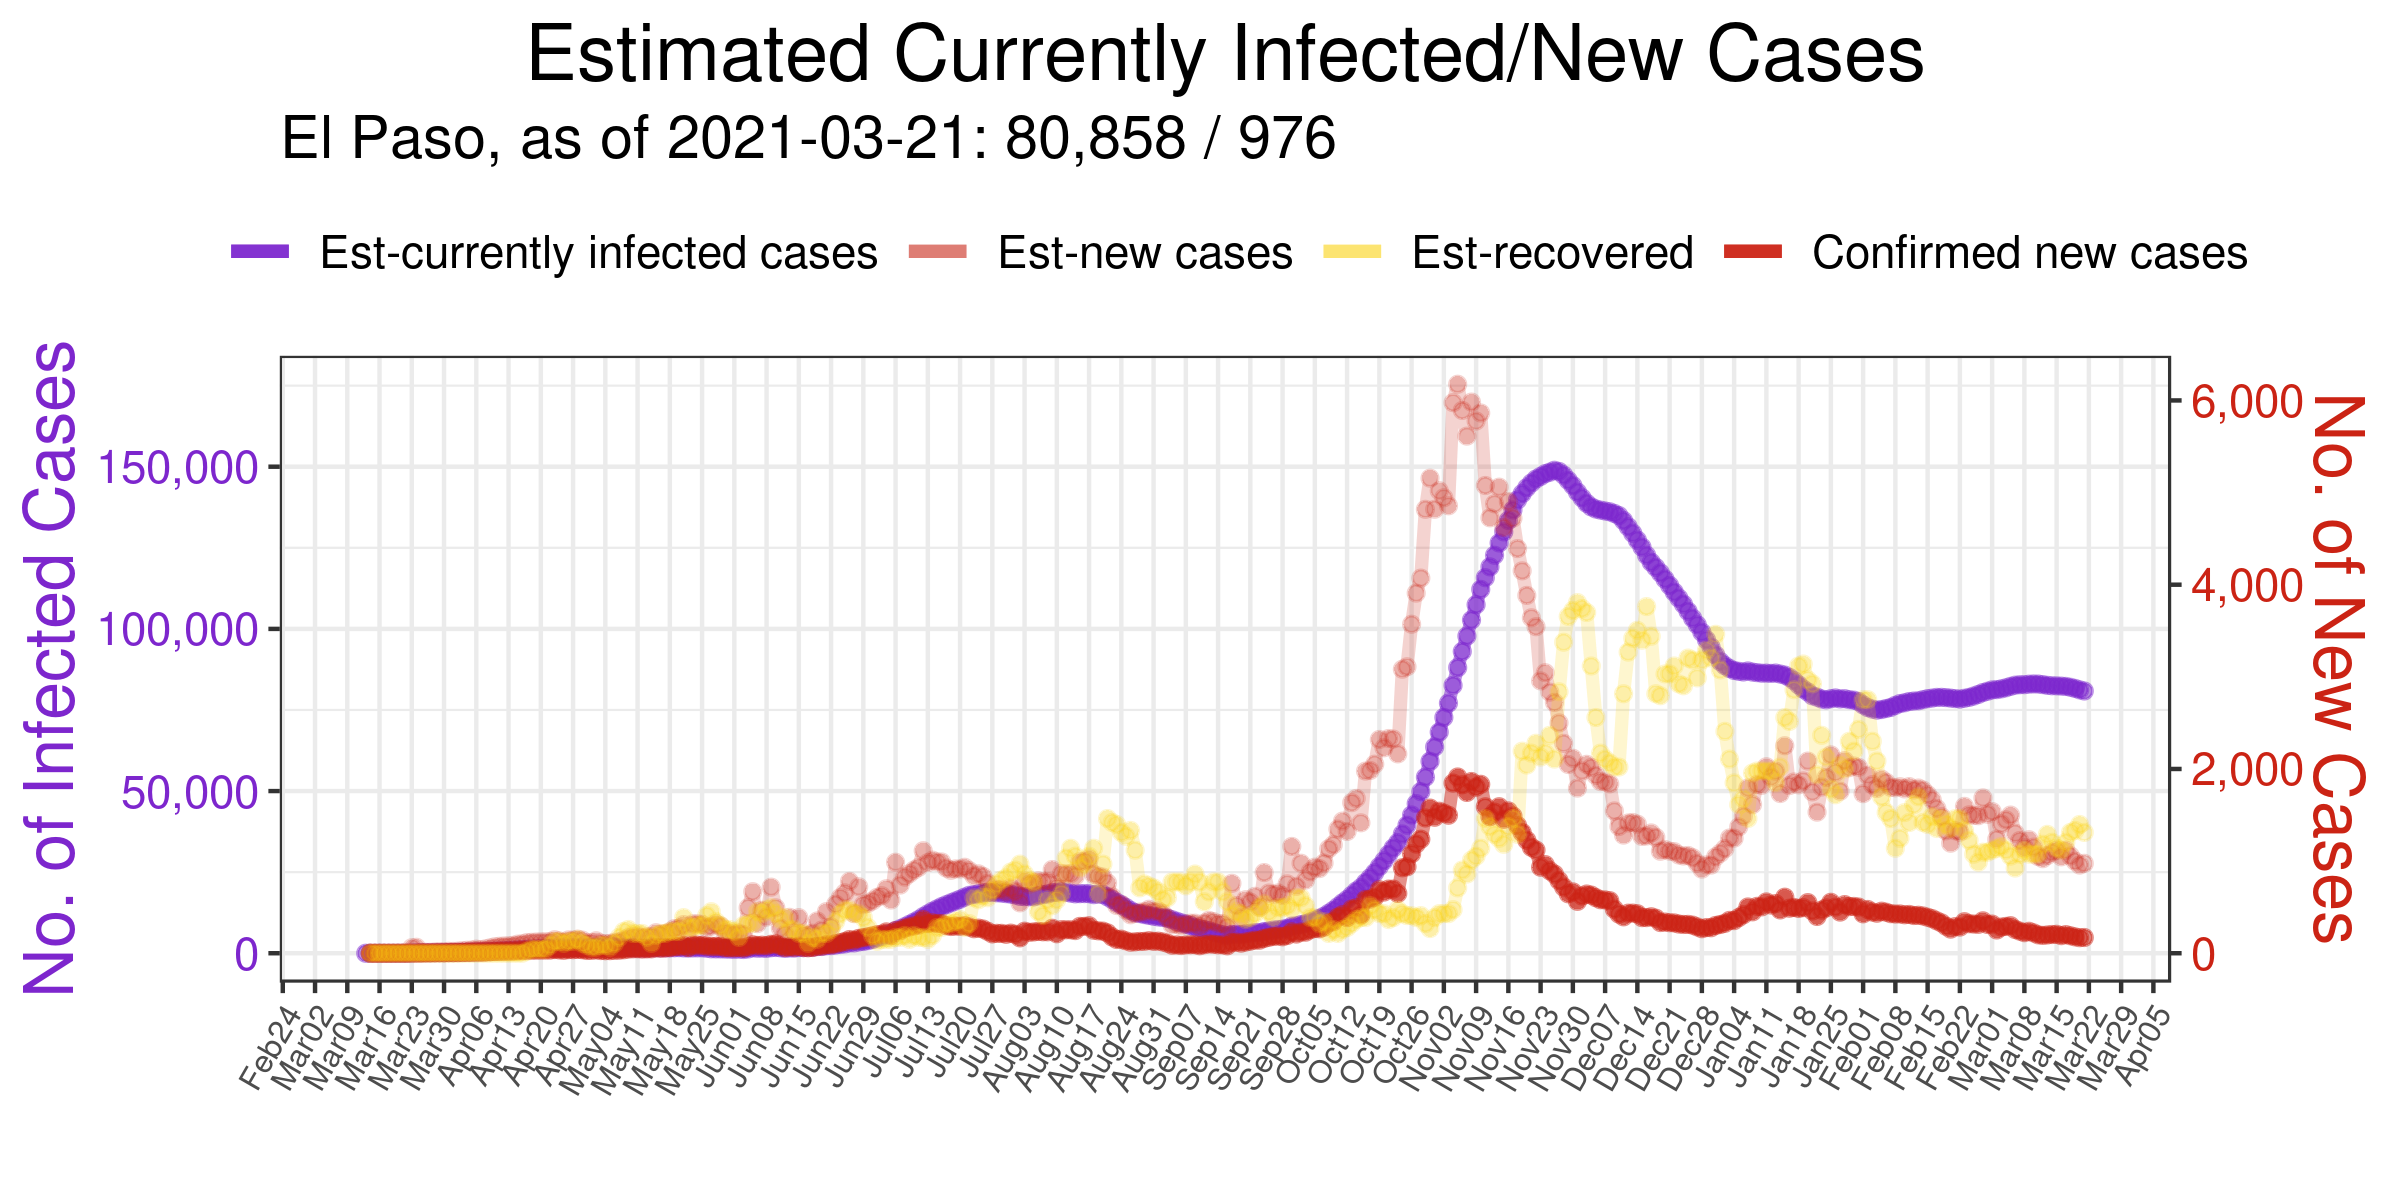 Estimated Currently Infected/New Cases
El Paso, as of 2021-03-21: 80,858 / 976
Est-currently infected cases Est-new cases Est-recovered Confirmed new cases
No. of Infected Cases
150,000
100,000
50,000
0
6,000
4,000
2,000
0
No. of New Cases
Feb24 Mar02 Mar09 Mar16 Mar23 Mar30 Apr06 Apr13 Apr20 Apr27 May04 May11 May18 May25 Jun01 Jun08 Jun15 Jun22 Jun29 Jul06 Jul13 Jul20 Jul27 Aug03 Aug10 Aug17 Aug24 Aug31 Sep07 Sep14 Sep21 Sep28 Oct05 Oct12 Oct19 Oct26 Nov02 Nov09 Nov16 Nov23 Nov30 Dec07 Dec14 Dec21 Dec28 Jan04 Jan11 Jan18 Jan25 Feb01 Feb08 Feb15 Feb22 Mar01 Mar08 Mar15 Mar22 Mar29 Apr05